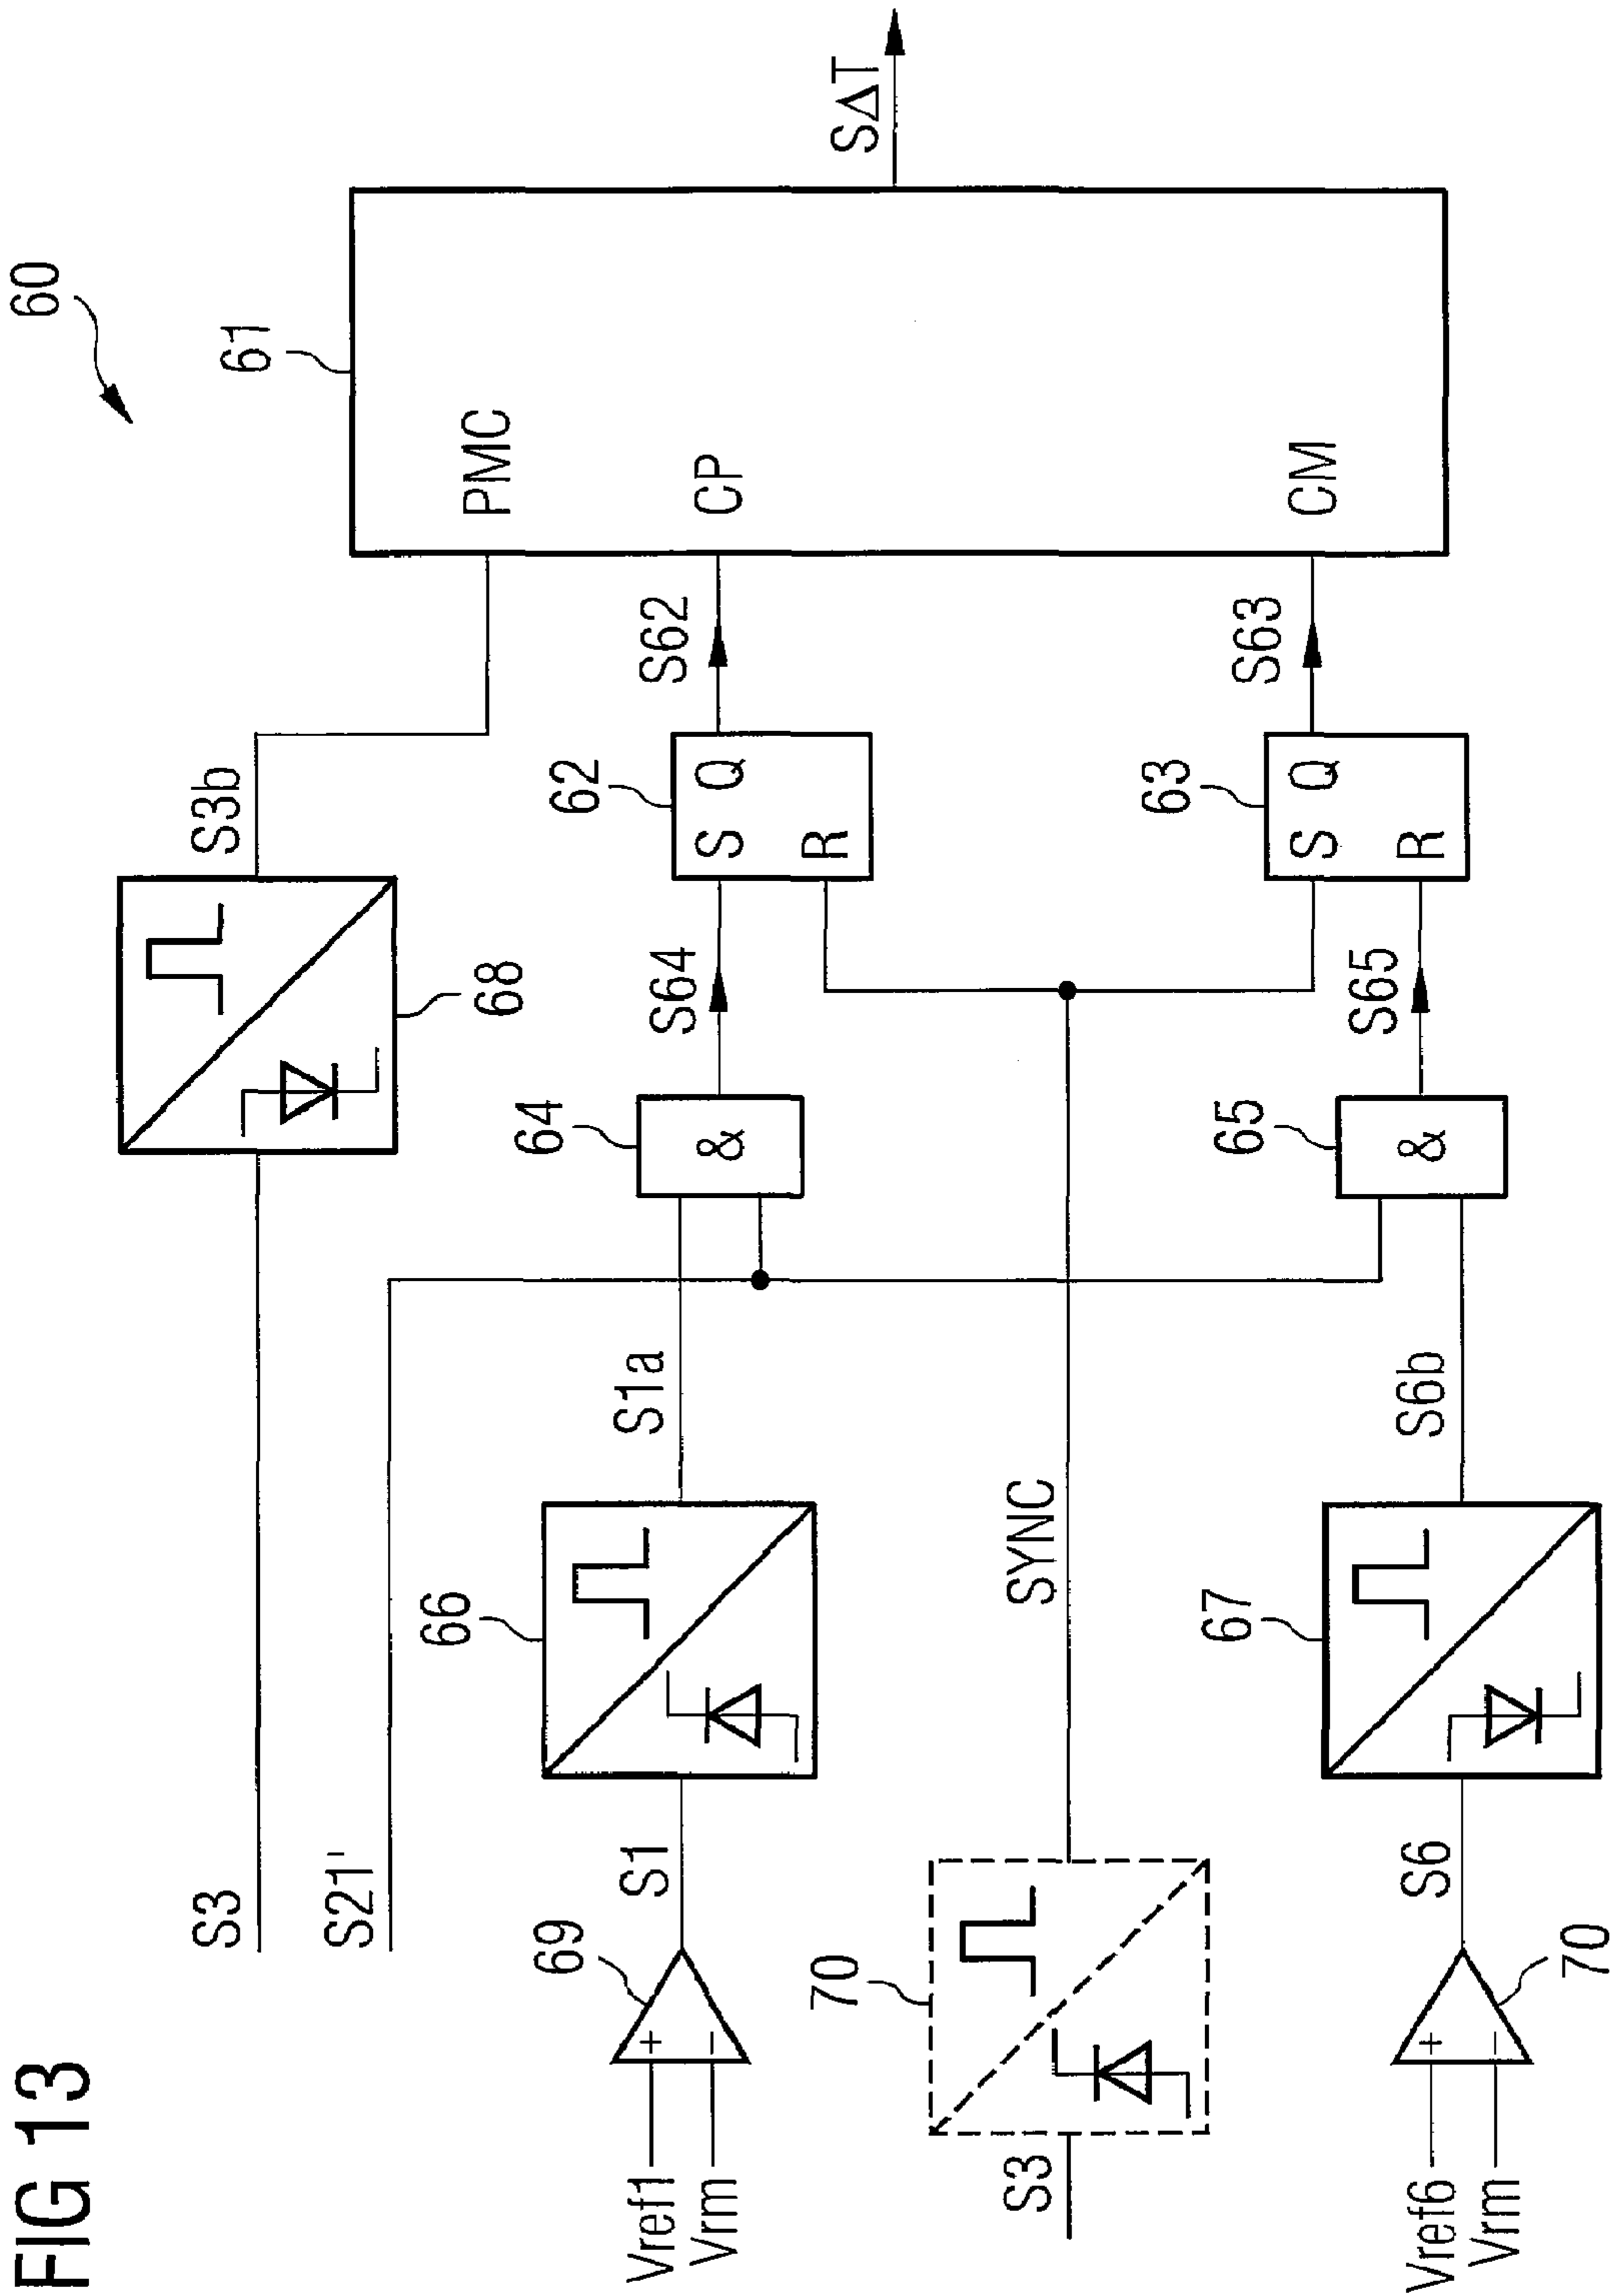 FIG 13
60
61
S3
68
S3b
PMC
S21'
Vref1
Vrm
+
−
69
S1
66
S1a
64
&
S64
62
S Q
R
S62
CP
SΔT
S3
70
SYNC
Vref6
Vrm
+
−
70
S6
67
S6b
65
&
S65
63
S Q
R
S63
CM